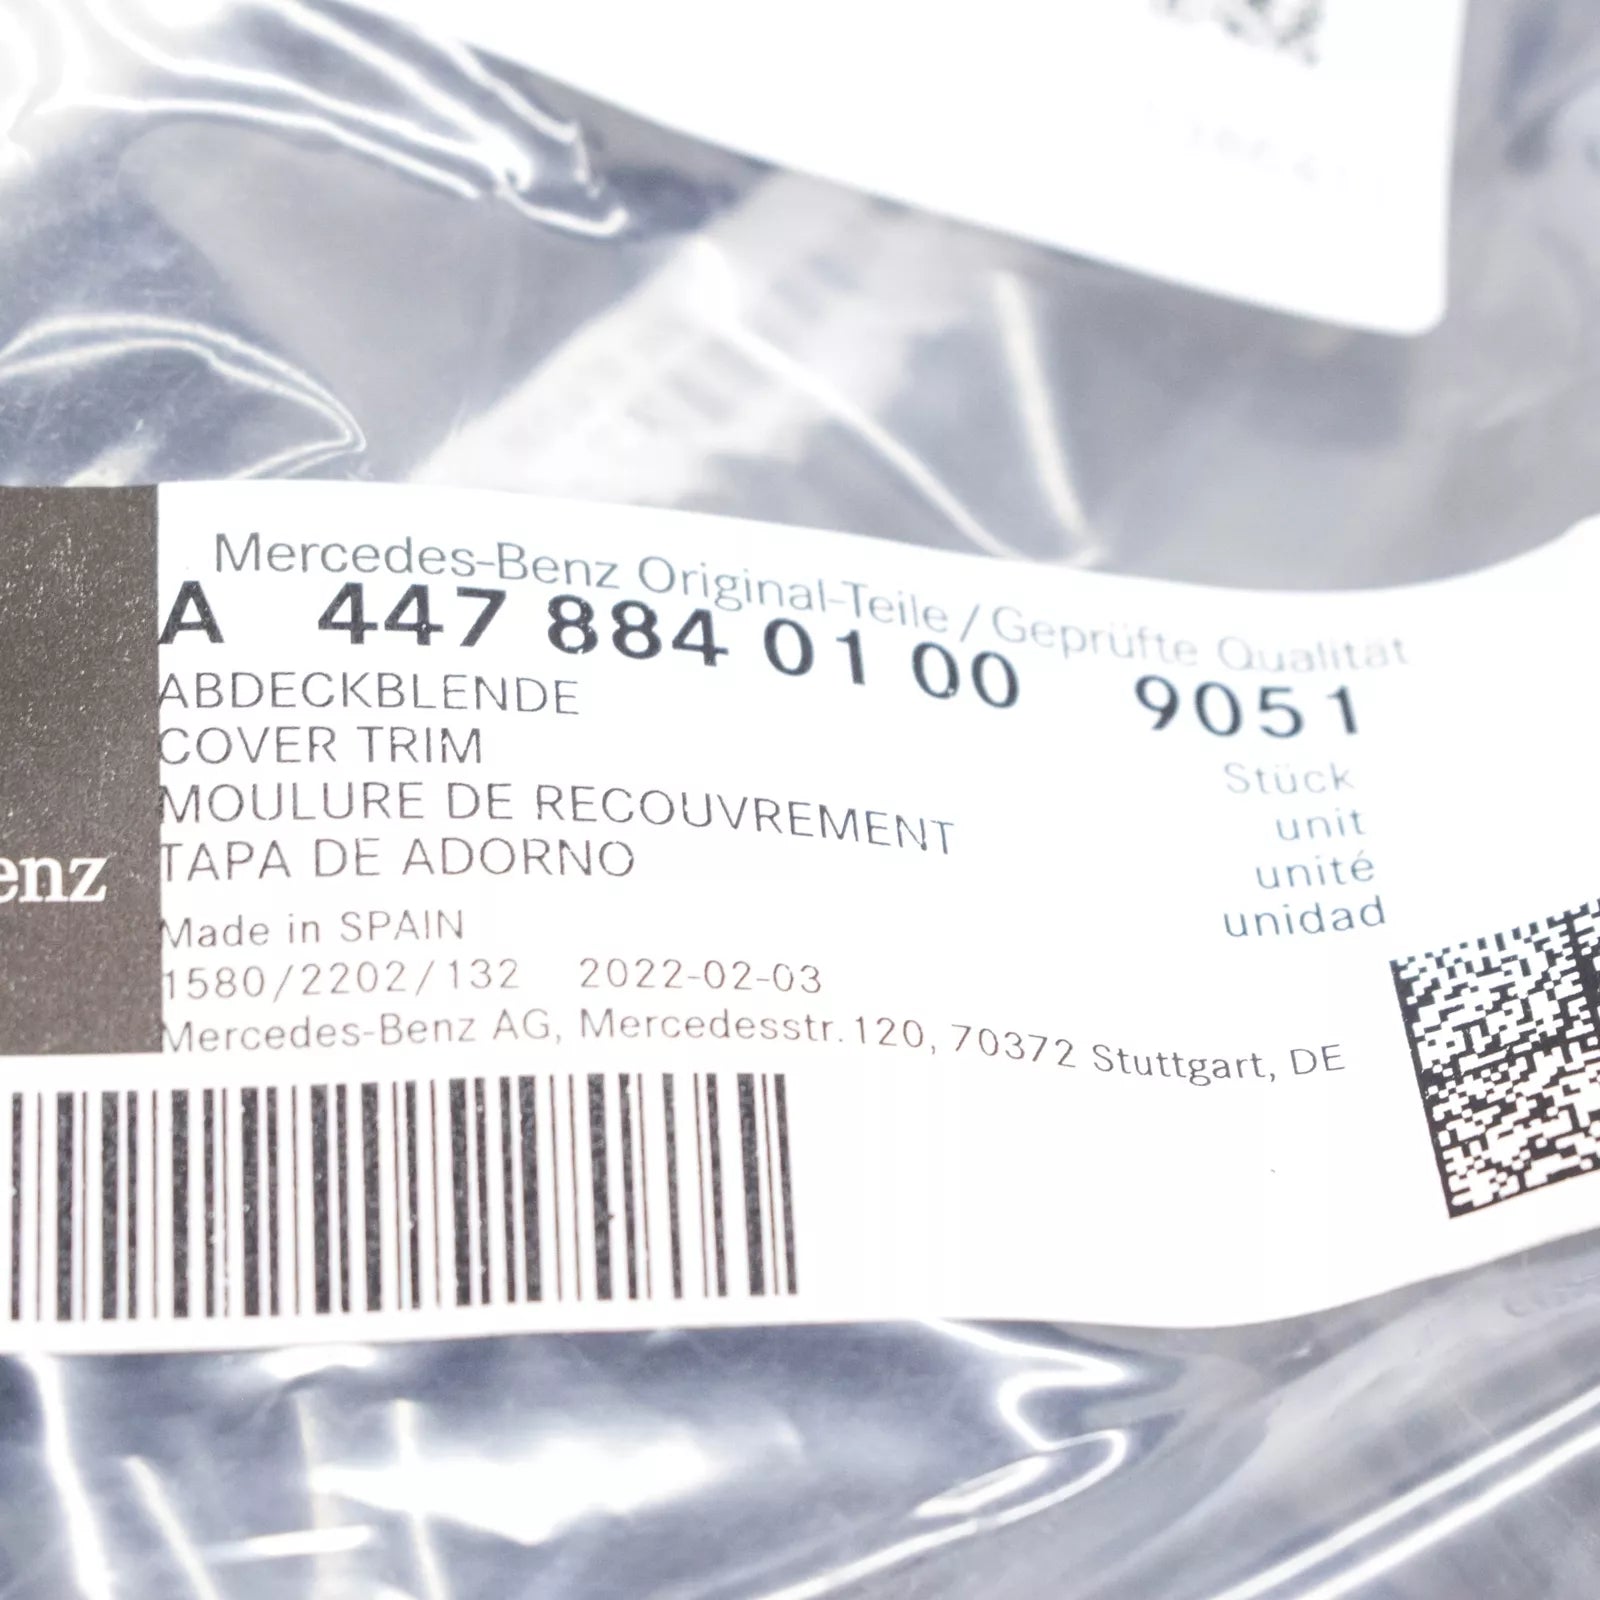 Mercedes-Benz Original-Teile / Geprüfte Qualität
A 447 884 01 00 9051
ABDECKBLENDE
COVER TRIM
MOULURE DE RECOUVREMENT
TAPA DE ADORNO
Stück
unit
unité
unidad
enz
Made in SPAIN
1580/2202/132 2022-02-03
Mercedes-Benz AG, Mercedesstr. 120, 70372 Stuttgart, DE